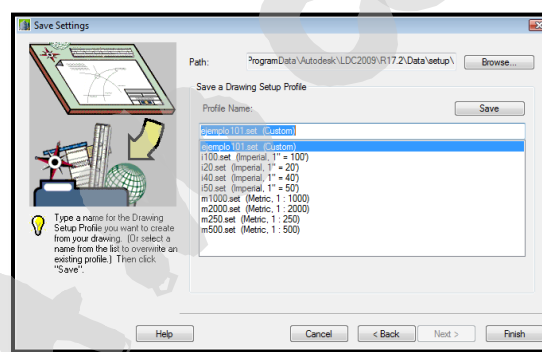 Save Settings
Path: ProgramData\Autodesk\LDC2009\R17.2\Data\setup\ Browse...
Save a Drawing Setup Profile
Profile Name: Save
ejemplo101.set (Custom)
ejemplo101.set (Custom)
i100.set (Imperial, 1" = 100')
i20.set (Imperial, 1" = 20')
i40.set (Imperial, 1" = 40')
i50.set (Imperial, 1" = 50')
m1000.set (Metric, 1 : 1000)
m2000.set (Metric, 1 : 2000)
m250.set (Metric, 1 : 250)
m500.set (Metric, 1 : 500)
Type a name for the Drawing
Setup Profile you want to create
from your drawing. (Or select a
name from the list to overwrite an
existing profile.) Then click
"Save".
Help Cancel < Back Next > Finish